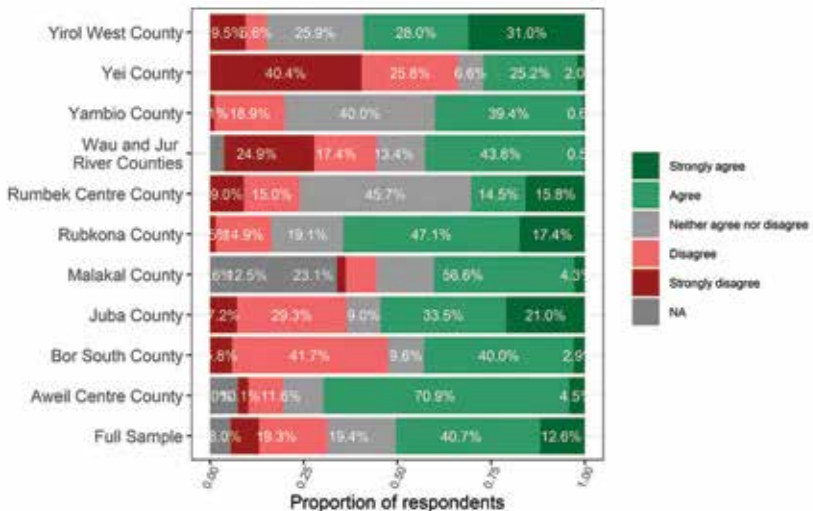 Yirol West County
9.5% 25.9% 28.0% 31.0%
Yei County
40.4% 25.8% 6.6% 25.2%
Yambio County
18.9% 40.0% 39.4%
Wau and Jur
River Counties
24.9% 17.4% 13.4% 43.8%
Rumbek Centre County
9.0% 15.0% 45.7% 14.5% 15.8%
Rubkona County
14.9% 19.1% 47.1% 17.4%
Malakal County
12.5% 23.1% 56.6% 4.3%
Juba County
7.2% 29.3% 9.0% 33.5% 21.0%
Bor South County
41.7% 9.6% 40.0% 2.9%
Aweil Centre County
11.6% 70.9% 4.5%
Full Sample
8.0% 19.3% 19.4% 40.7% 12.6%
0.00 0.25 0.50 0.75 1.00
Proportion of respondents
Strongly agree
Agree
Neither agree nor disagree
Disagree
Strongly disagree
NA